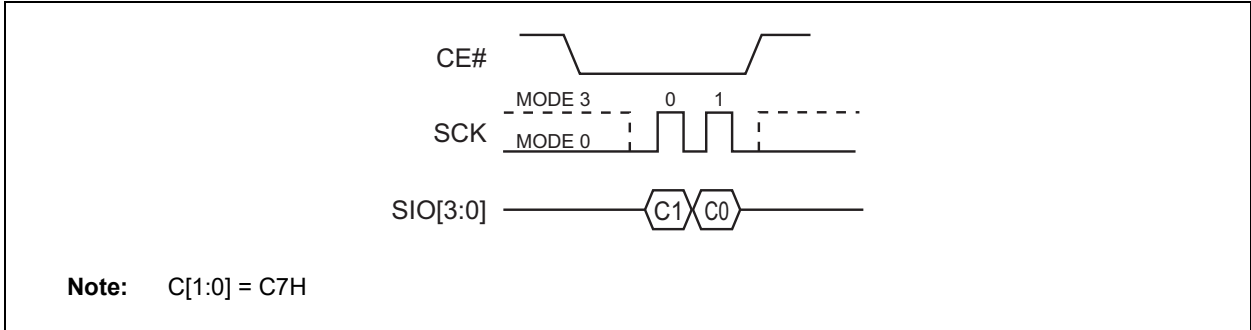 CE#
MODE 3 0 1
SCK
MODE 0
SIO[3:0] C1 C0
Note: C[1:0] = C7H